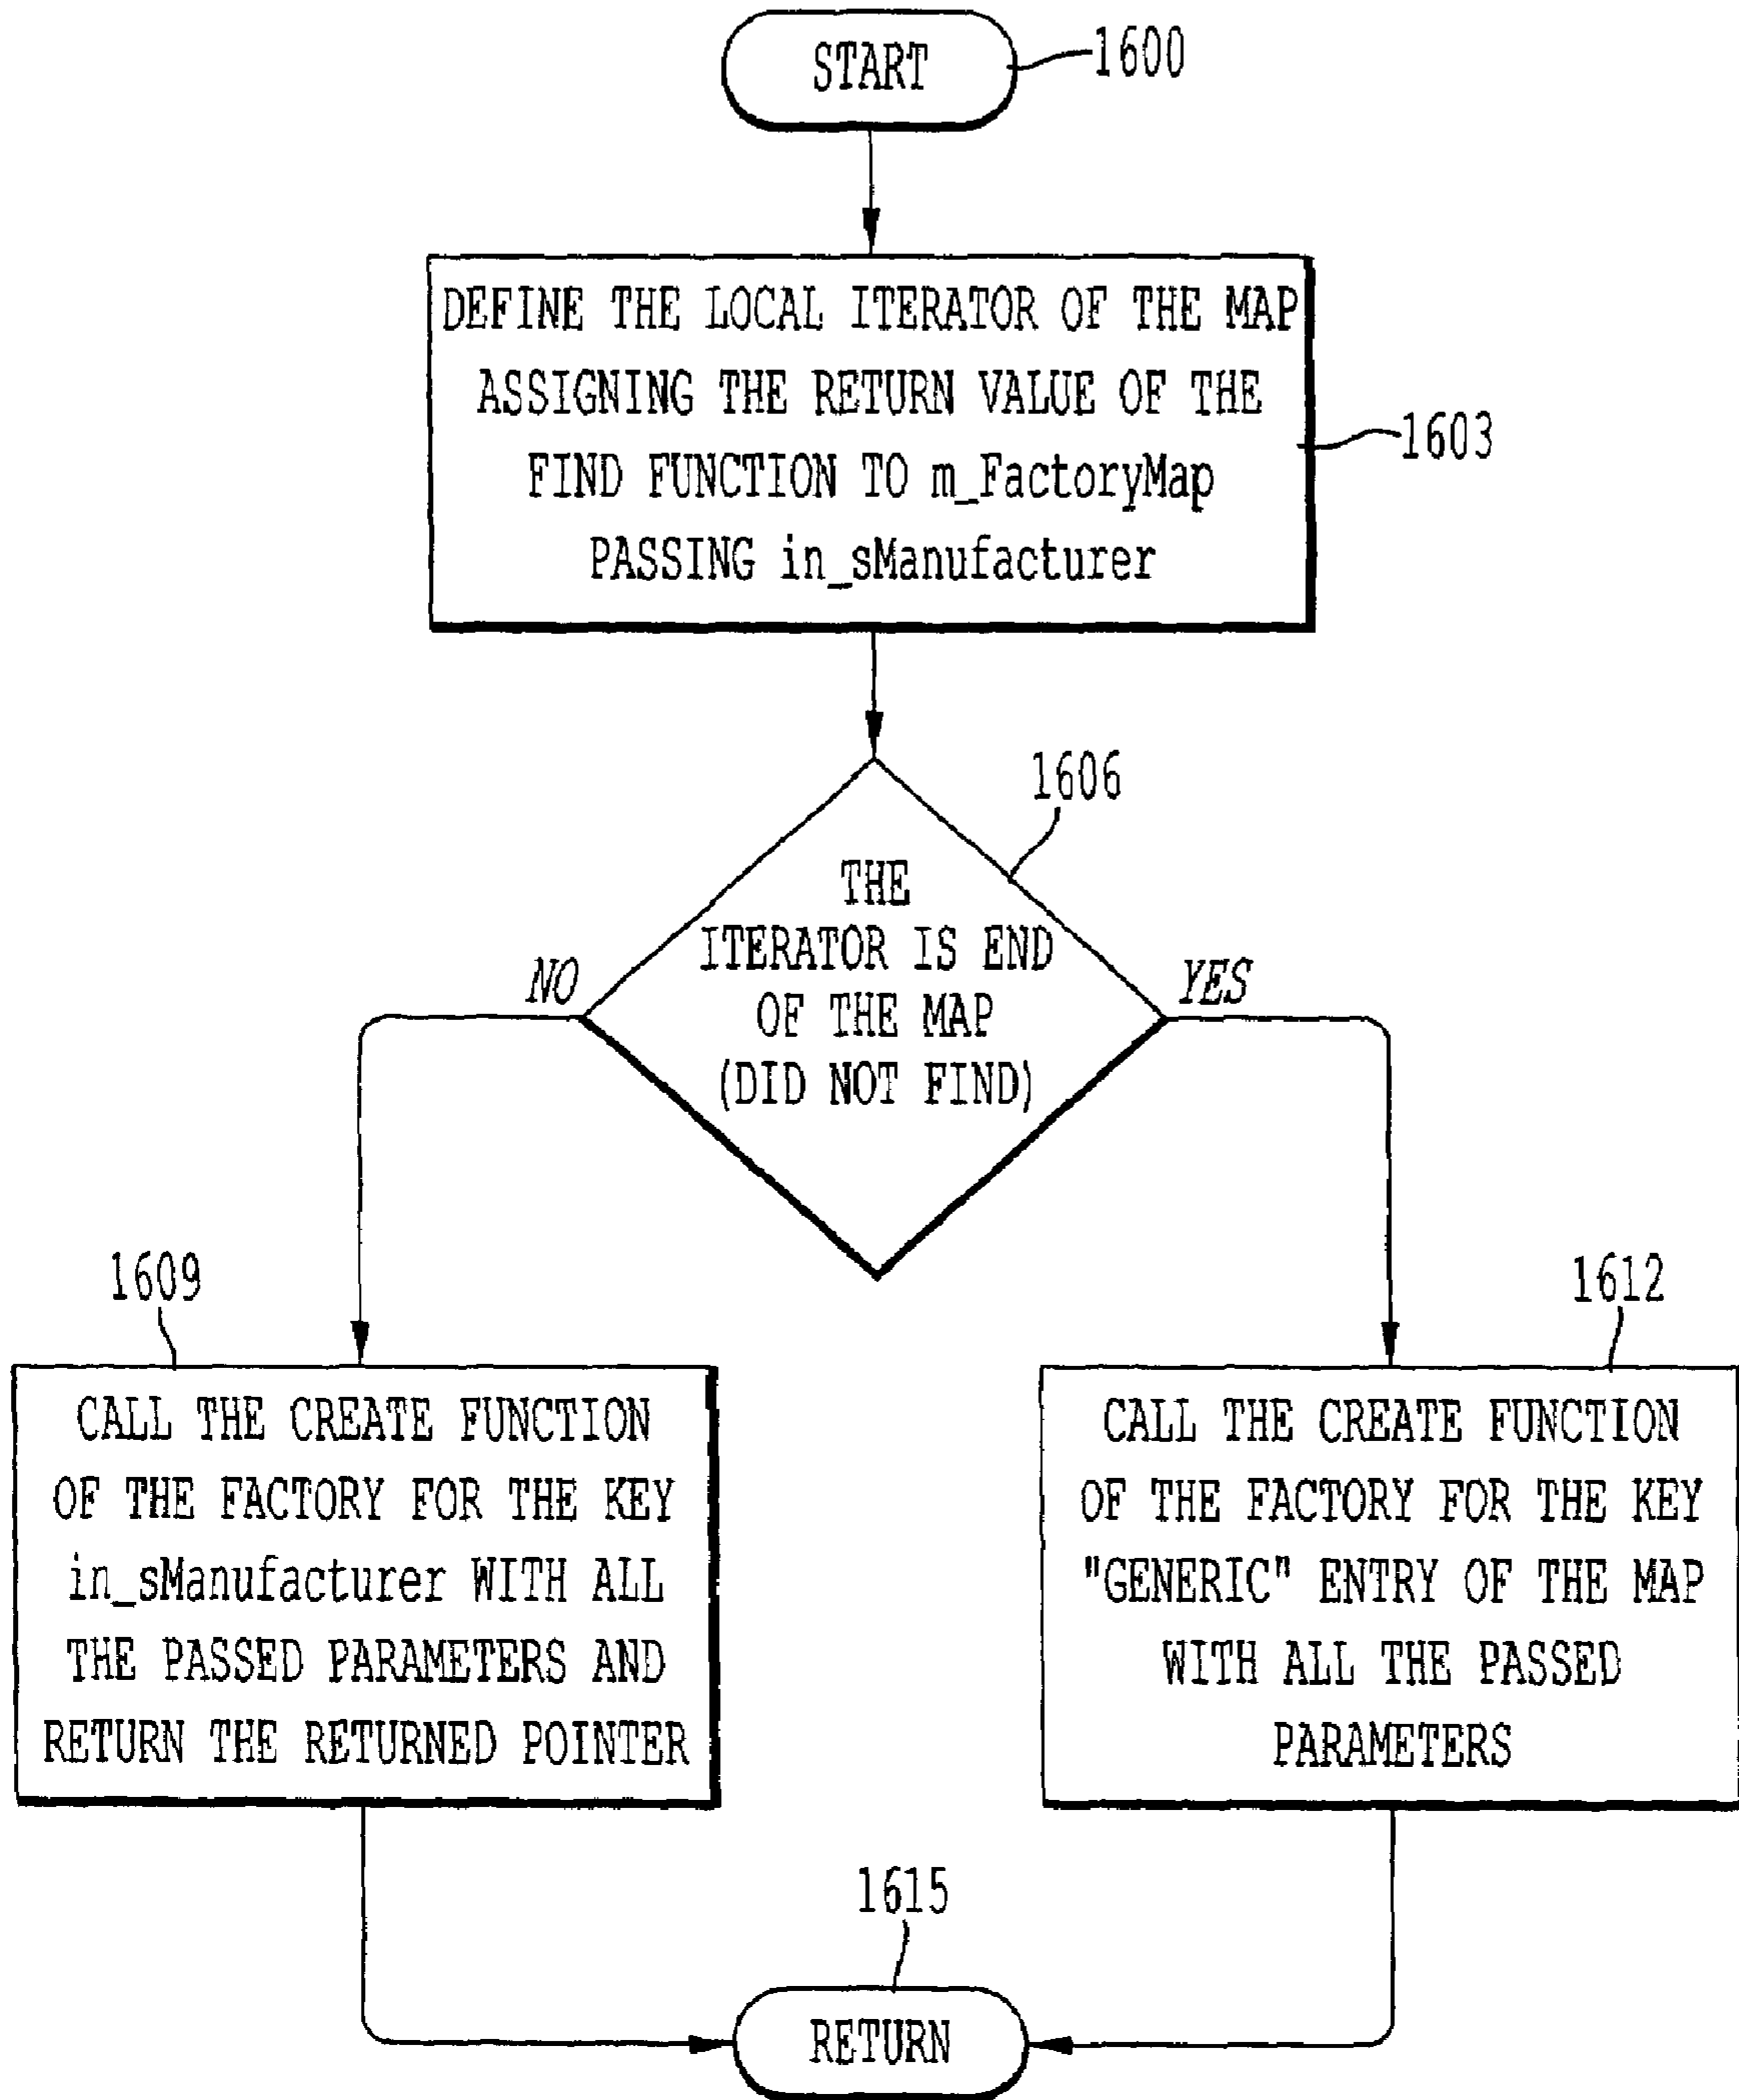 START
1600
DEFINE THE LOCAL ITERATOR OF THE MAP
ASSIGNING THE RETURN VALUE OF THE
FIND FUNCTION TO m_FactoryMap
PASSING in_sManufacturer
1603
1606
THE
ITERATOR IS END
OF THE MAP
(DID NOT FIND)
NO
YES
1609
CALL THE CREATE FUNCTION
OF THE FACTORY FOR THE KEY
in_sManufacturer WITH ALL
THE PASSED PARAMETERS AND
RETURN THE RETURNED POINTER
1612
CALL THE CREATE FUNCTION
OF THE FACTORY FOR THE KEY
"GENERIC" ENTRY OF THE MAP
WITH ALL THE PASSED
PARAMETERS
1615
RETURN